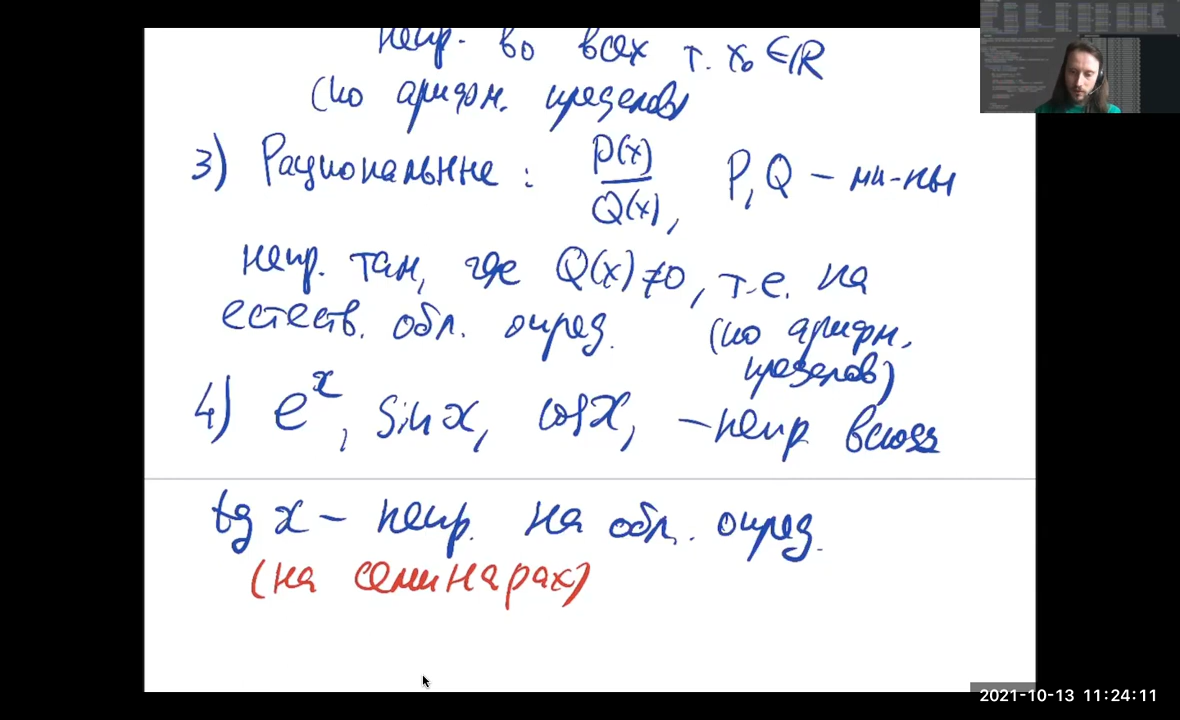 непр. во всех т. x₀ ∈ ℝ
(по арифм. пределов)
3) Рациональные : P(x)/Q(x), P,Q – мн-ны
непр. там, где Q(x)≠0, т.е. на
естеств. обл. опред. (по арифм.
пределов)
4) eˣ, sin x, cos x, – непр всюду
tg x – непр. на обл. опред.
(на семинарах)
2021-10-13 11:24:11